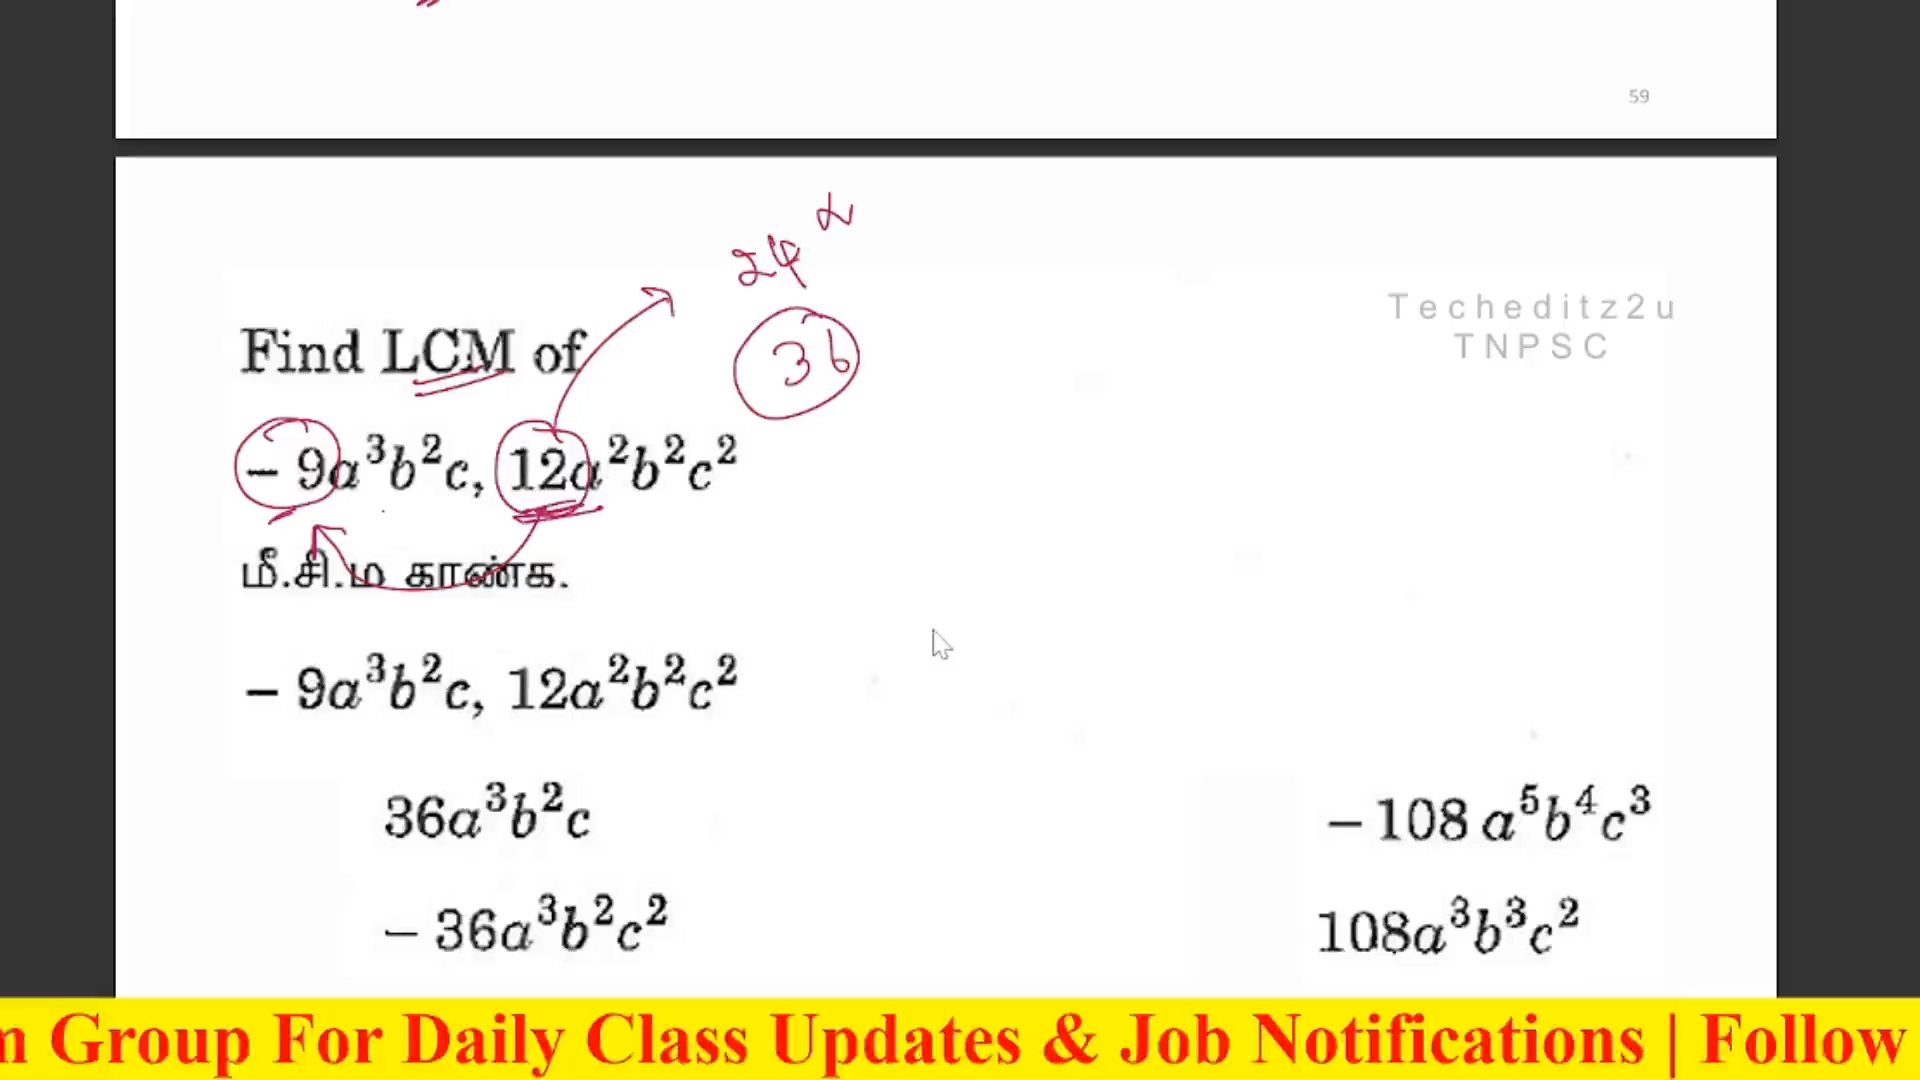 59
24 x
Techeditz2u
TNPSC
Find LCM of
36
– 9a³b²c, 12a²b²c²
மீ.சி.ம காண்க.
– 9a³b²c, 12a²b²c²
36a³b²c
– 108 a⁵b⁴c³
– 36a³b²c²
108a³b³c²
Group For Daily Class Updates & Job Notifications | Follow